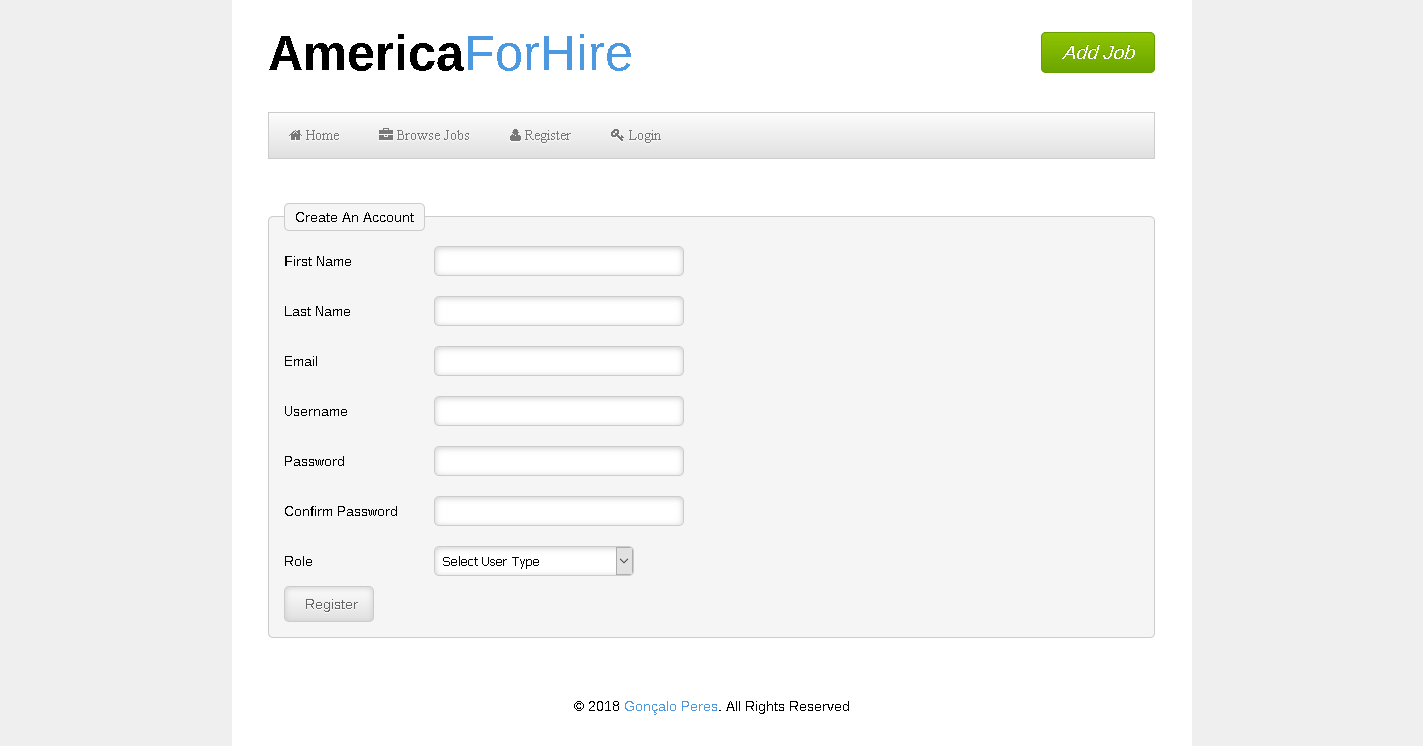 AmericaForHire
Add Job
Home Browse Jobs Register Login
Create An Account
First Name
Last Name
Email
Username
Password
Confirm Password
Role Select User Type
Register
© 2018 Gonçalo Peres. All Rights Reserved